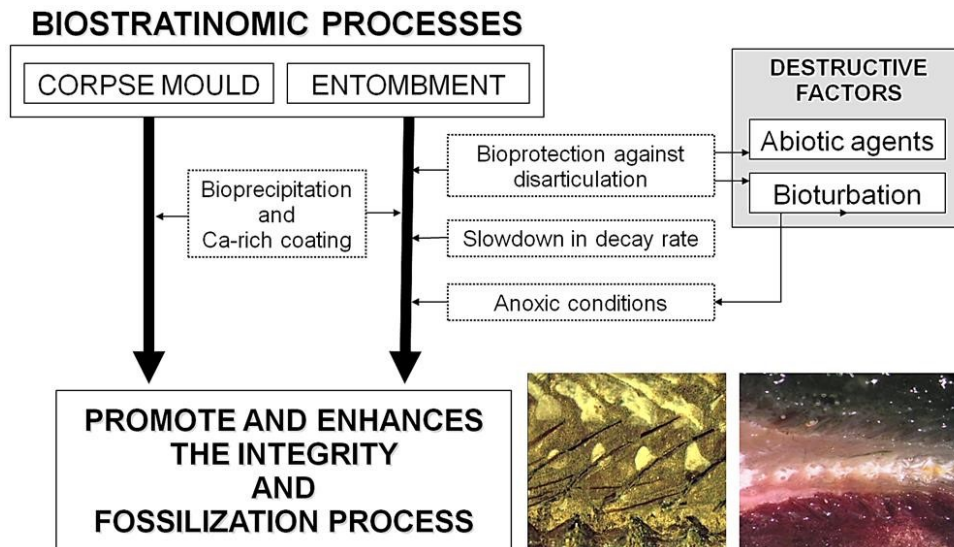 BIOSTRATINOMIC PROCESSES
CORPSE MOULD
ENTOMBMENT
DESTRUCTIVE
FACTORS
Abiotic agents
Bioturbation
Bioprotection against
disarticulation
Bioprecipitation
and
Ca-rich coating
Slowdown in decay rate
Anoxic conditions
PROMOTE AND ENHANCES
THE INTEGRITY
AND
FOSSILIZATION PROCESS